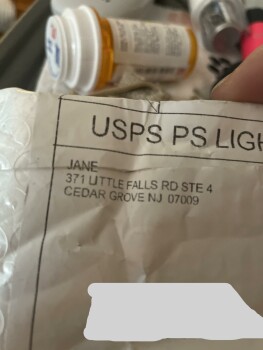 USPS PS LIGH
JANE
371 LITTLE FALLS RD STE 4
CEDAR GROVE NJ 07009